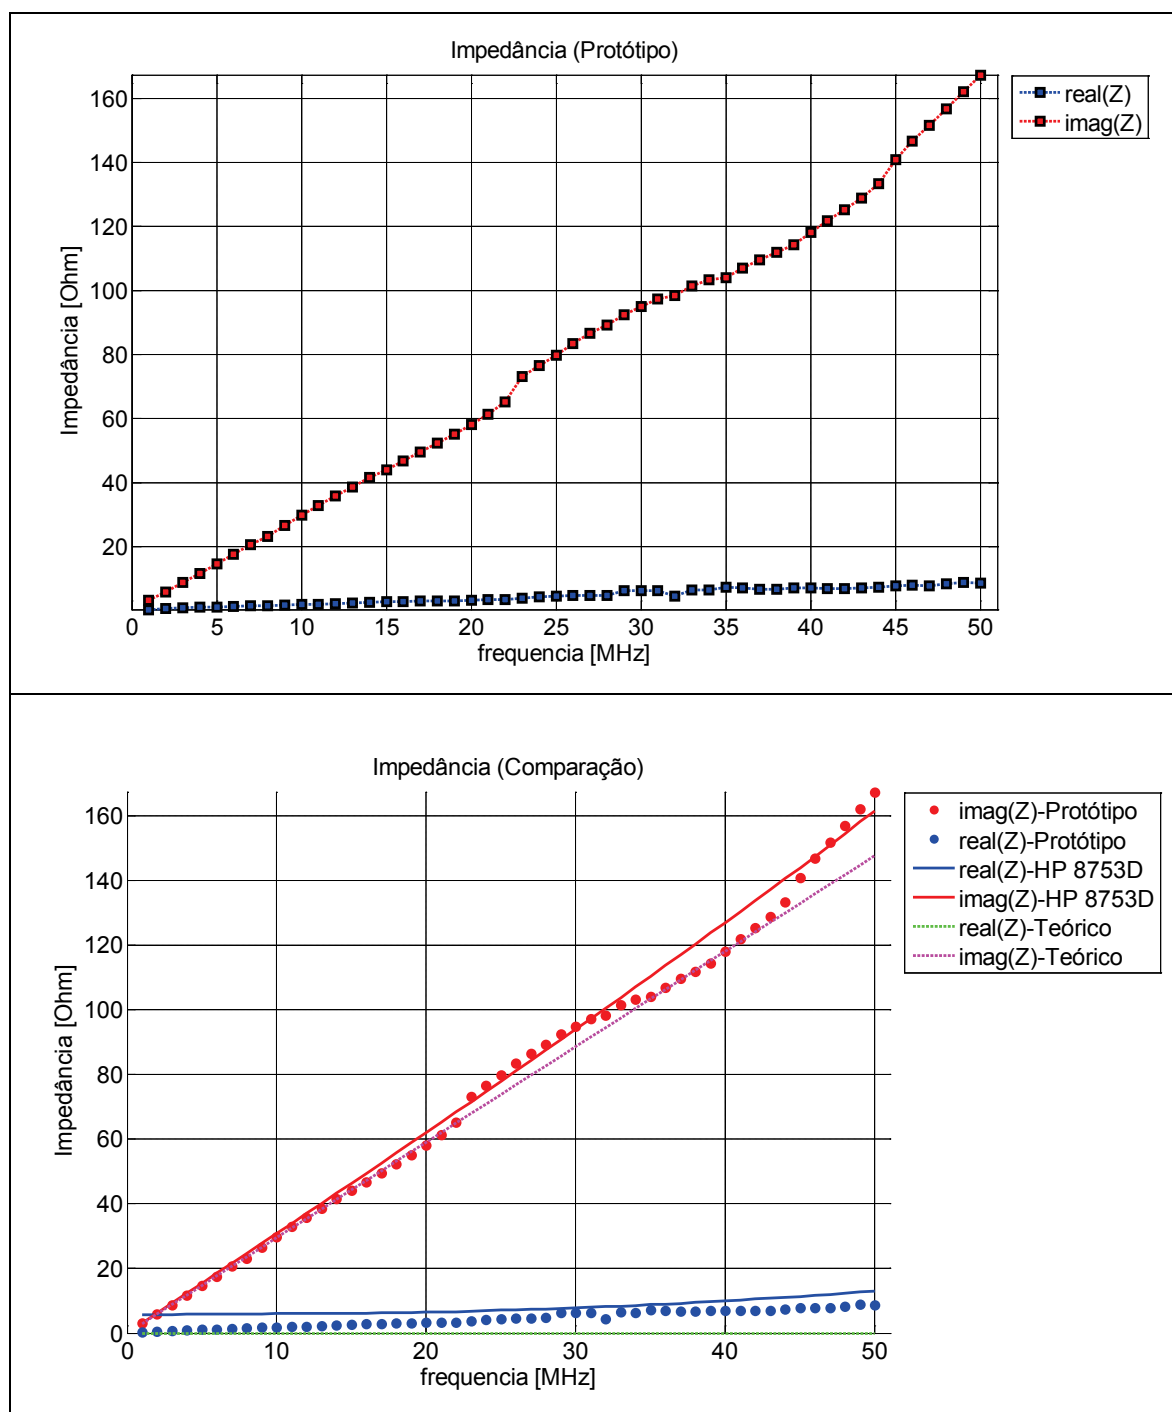 Impedância (Protótipo)
160
140
120
100
80
60
40
20
Impedância [Ohm]
0 5 10 15 20 25 30 35 40 45 50
frequencia [MHz]
real(Z)
imag(Z)
Impedância (Comparação)
160
140
120
100
80
60
40
20
0
Impedância [Ohm]
0 10 20 30 40 50
frequencia [MHz]
imag(Z)-Protótipo
real(Z)-Protótipo
real(Z)-HP 8753D
imag(Z)-HP 8753D
real(Z)-Teórico
imag(Z)-Teórico